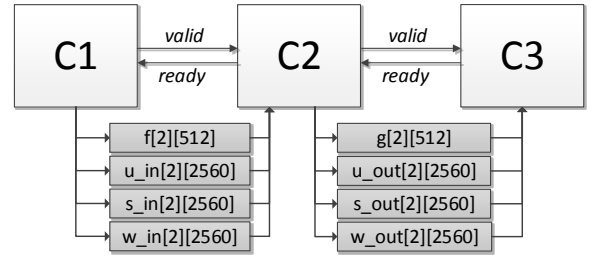 C1
valid
ready
C2
valid
ready
C3
f[2][512]
u_in[2][2560]
s_in[2][2560]
w_in[2][2560]
g[2][512]
u_out[2][2560]
s_out[2][2560]
w_out[2][2560]